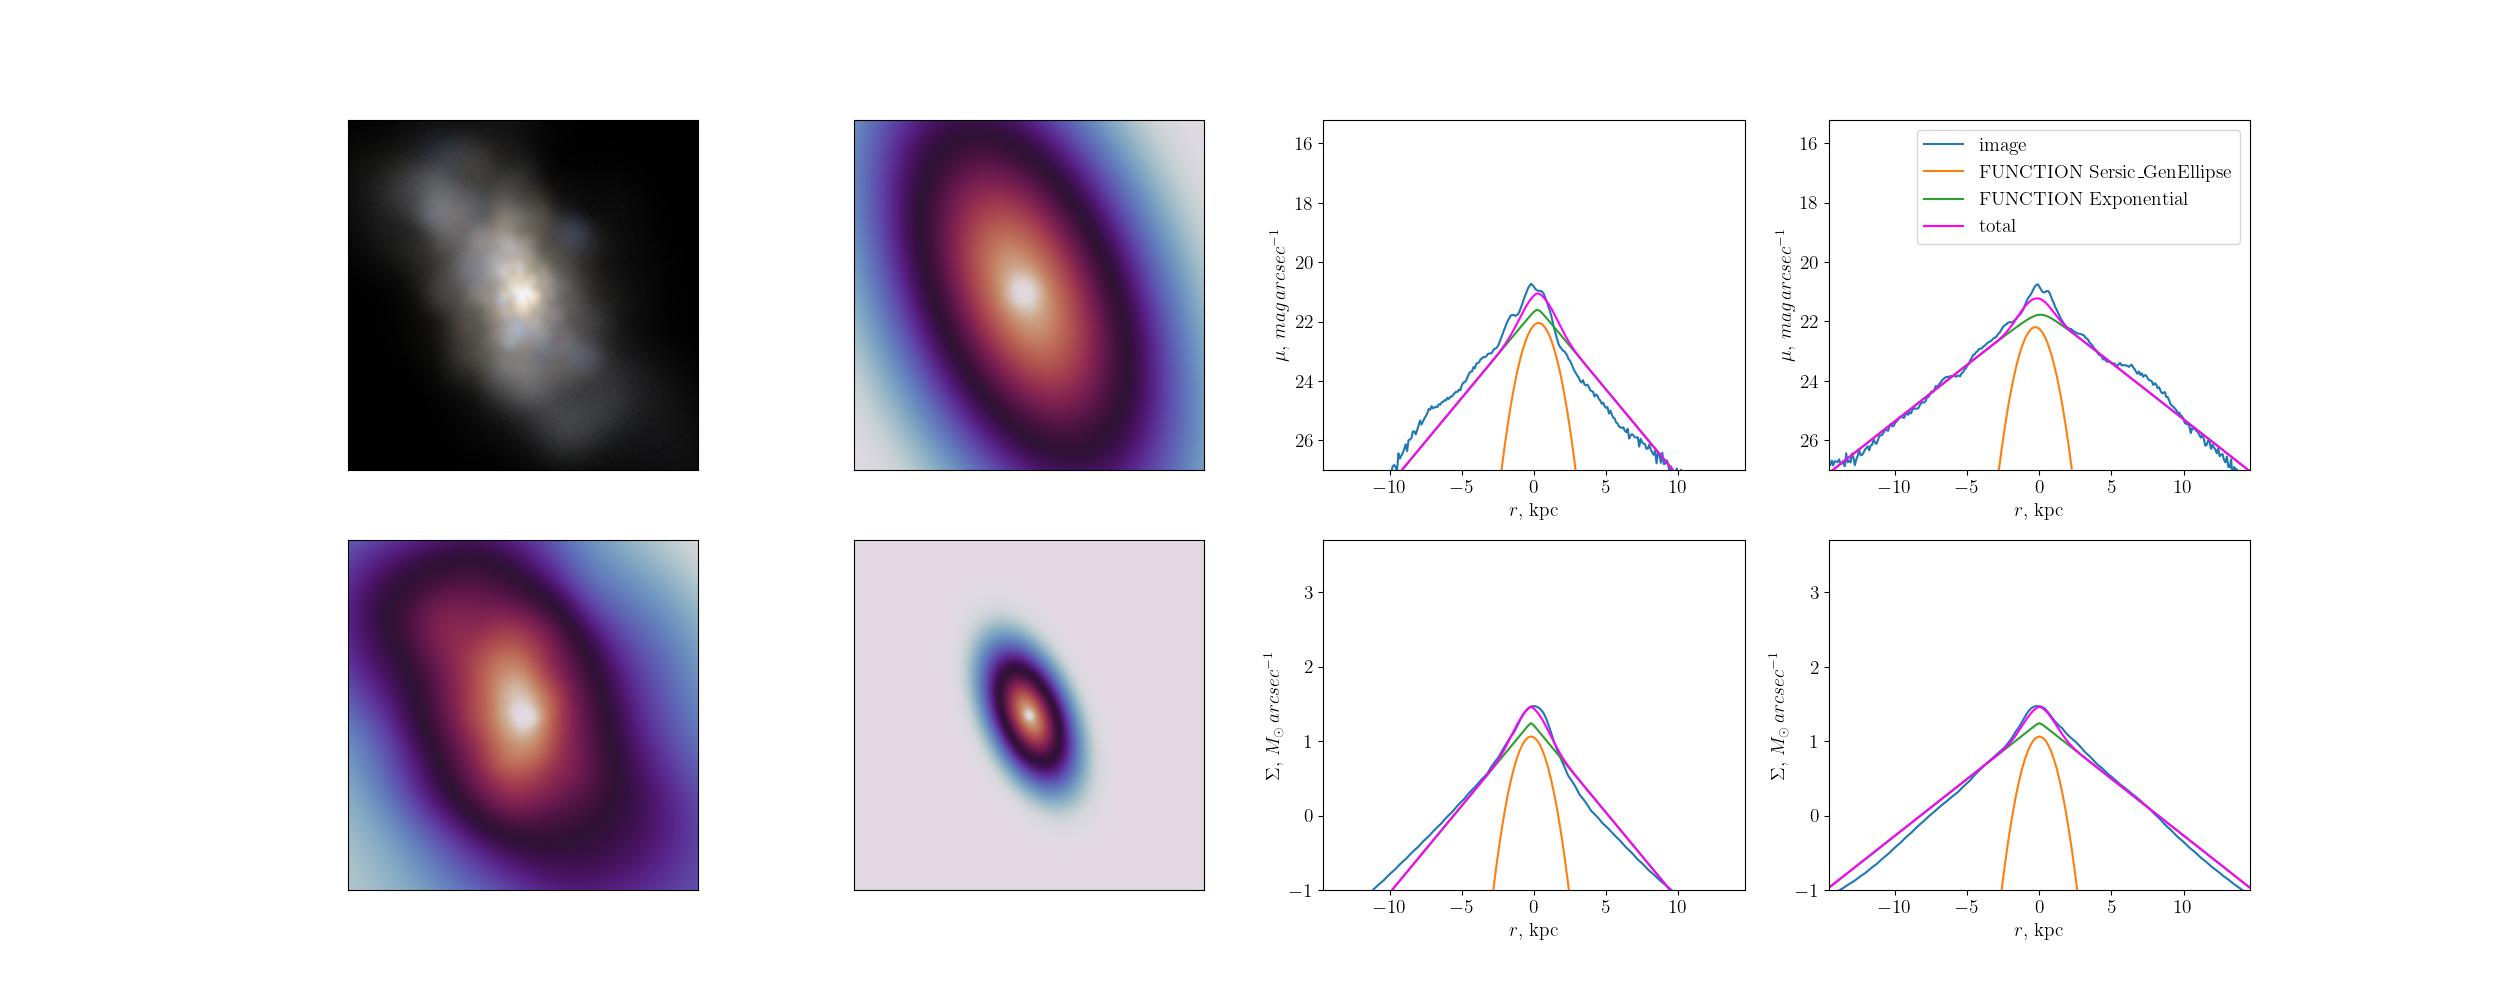 16
18
20
22
24
26
μ, mag arcsec⁻¹
−10 −5 0 5 10
r, kpc
16
18
20
22
24
26
μ, mag arcsec⁻¹
image
FUNCTION Sersic_GenEllipse
FUNCTION Exponential
total
−10 −5 0 5 10
r, kpc
3
2
1
0
−1
Σ, M⊙ arcsec⁻¹
−10 −5 0 5 10
r, kpc
3
2
1
0
−1
Σ, M⊙ arcsec⁻¹
−10 −5 0 5 10
r, kpc